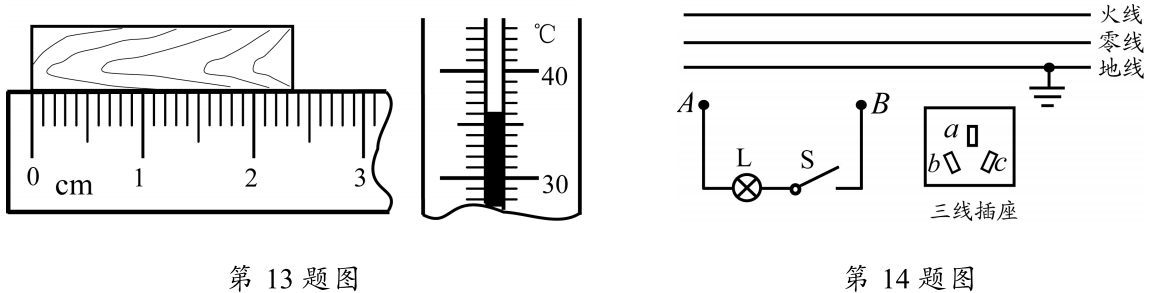 0 1 2 3
cm
℃
40
30
第 13 题图
火线
零线
地线
A B
L S
a
b c
三线插座
第 14 题图